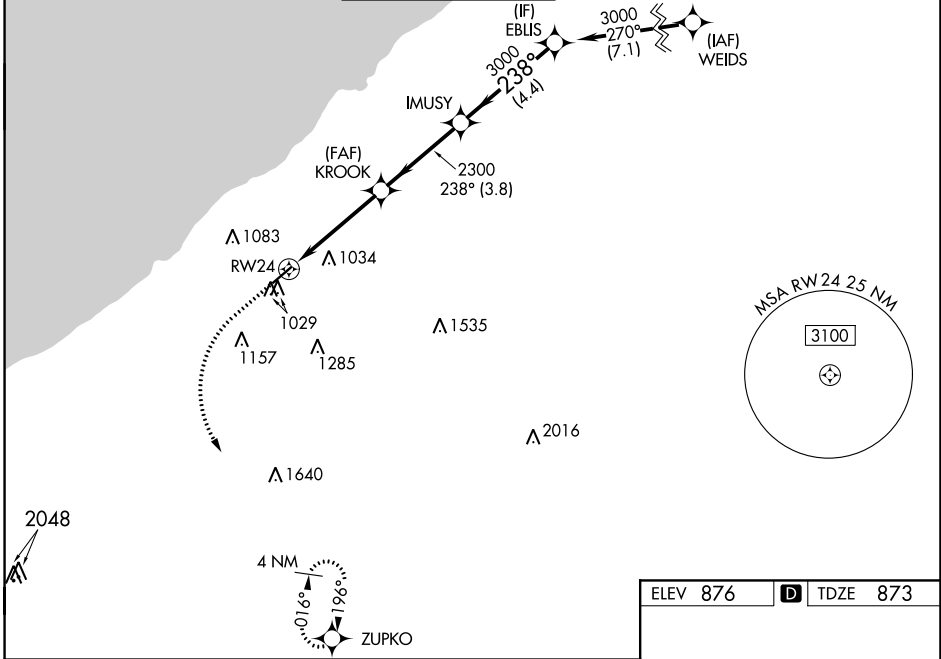 (IF)
EBLIS
3000
270°
(7.1)
(IAF)
WEIDS
3000
238°
(4.4)
IMUSY
(FAF)
KROOK
2300
238° (3.8)
1083
RW24
1034
1029
1157
1285
1535
MSA RW24 25 NM
3100
2016
1640
2048
4 NM
016°
196°
ZUPKO
ELEV 876 D TDZE 873